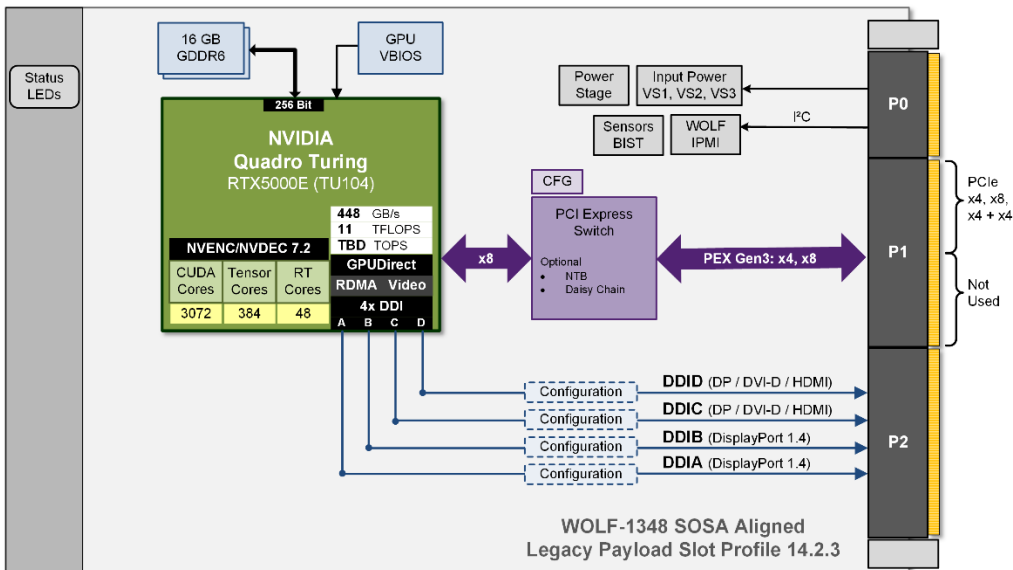 Status
LEDs
16 GB
GDDR6
GPU
VBIOS
256 Bit
NVIDIA
Quadro Turing
RTX5000E (TU104)
448 GB/s
11 TFLOPS
TBD TOPS
NVENC/NVDEC 7.2
GPUDirect
RDMA Video
4x DDI
A B C D
CUDA
Cores
Tensor
Cores
RT
Cores
3072
384
48
x8
CFG
PCI Express
Switch
Optional
• NTB
• Daisy Chain
PEX Gen3: x4, x8
Power
Stage
Input Power
VS1, VS2, VS3
Sensors
BIST
WOLF
IPMI
I²C
P0
P1
P2
PCIe
x4, x8,
x4 + x4
Not
Used
Configuration
DDID (DP / DVI-D / HDMI)
Configuration
DDIC (DP / DVI-D / HDMI)
Configuration
DDIB (DisplayPort 1.4)
Configuration
DDIA (DisplayPort 1.4)
WOLF-1348 SOSA Aligned
Legacy Payload Slot Profile 14.2.3